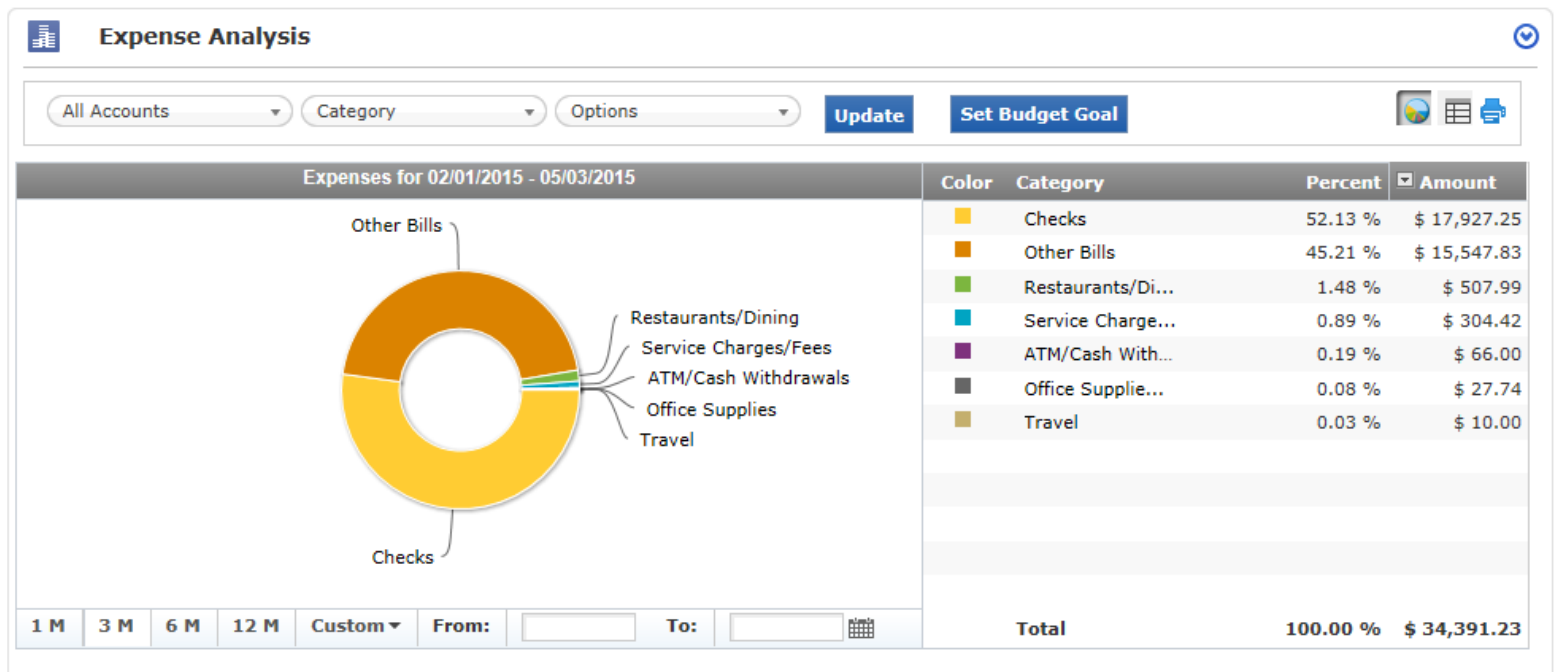 Expense Analysis
All Accounts Category Options Update Set Budget Goal
Expenses for 02/01/2015 - 05/03/2015
Other Bills
Restaurants/Dining
Service Charges/Fees
ATM/Cash Withdrawals
Office Supplies
Travel
Checks
1 M 3 M 6 M 12 M Custom From: To:
Color Category Percent Amount
Checks 52.13 % $ 17,927.25
Other Bills 45.21 % $ 15,547.83
Restaurants/Di... 1.48 % $ 507.99
Service Charge... 0.89 % $ 304.42
ATM/Cash With... 0.19 % $ 66.00
Office Supplie... 0.08 % $ 27.74
Travel 0.03 % $ 10.00
Total 100.00 % $ 34,391.23